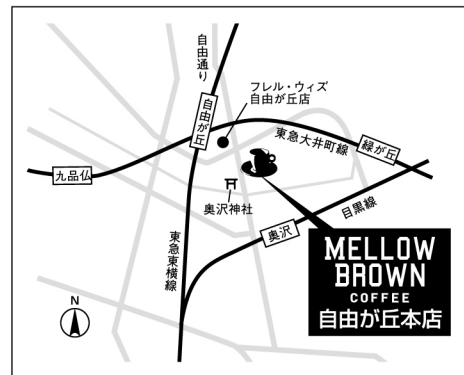 自由通り
フレル・ウィズ
自由が丘店
自由が丘
東急大井町線
緑が丘
九品仏
奥沢神社
目黒線
奥沢
東急東横線
MELLOW
BROWN
COFFEE
自由が丘本店
N